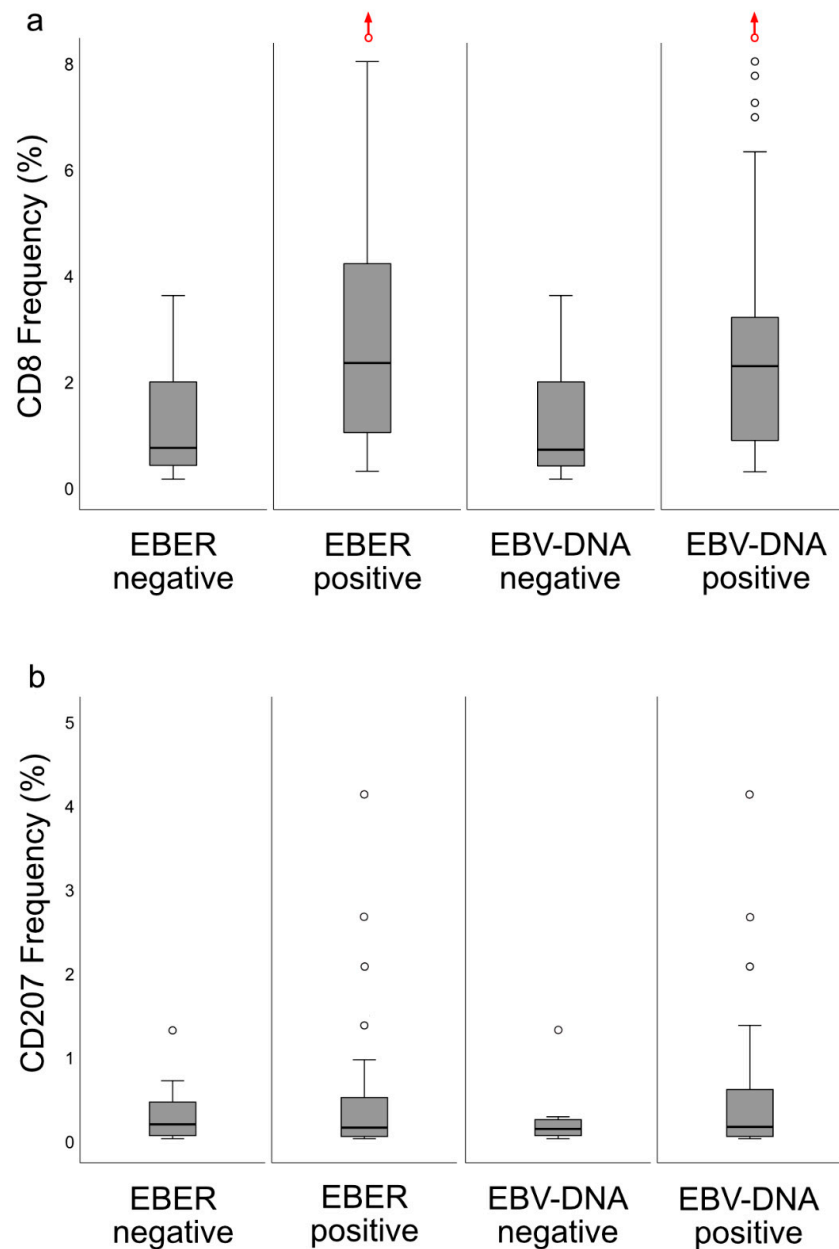 a
CD8 Frequency (%)
8
6
4
2
0
EBER
negative
EBER
positive
EBV-DNA
negative
EBV-DNA
positive
b
CD207 Frequency (%)
5
4
3
2
1
0
EBER
negative
EBER
positive
EBV-DNA
negative
EBV-DNA
positive